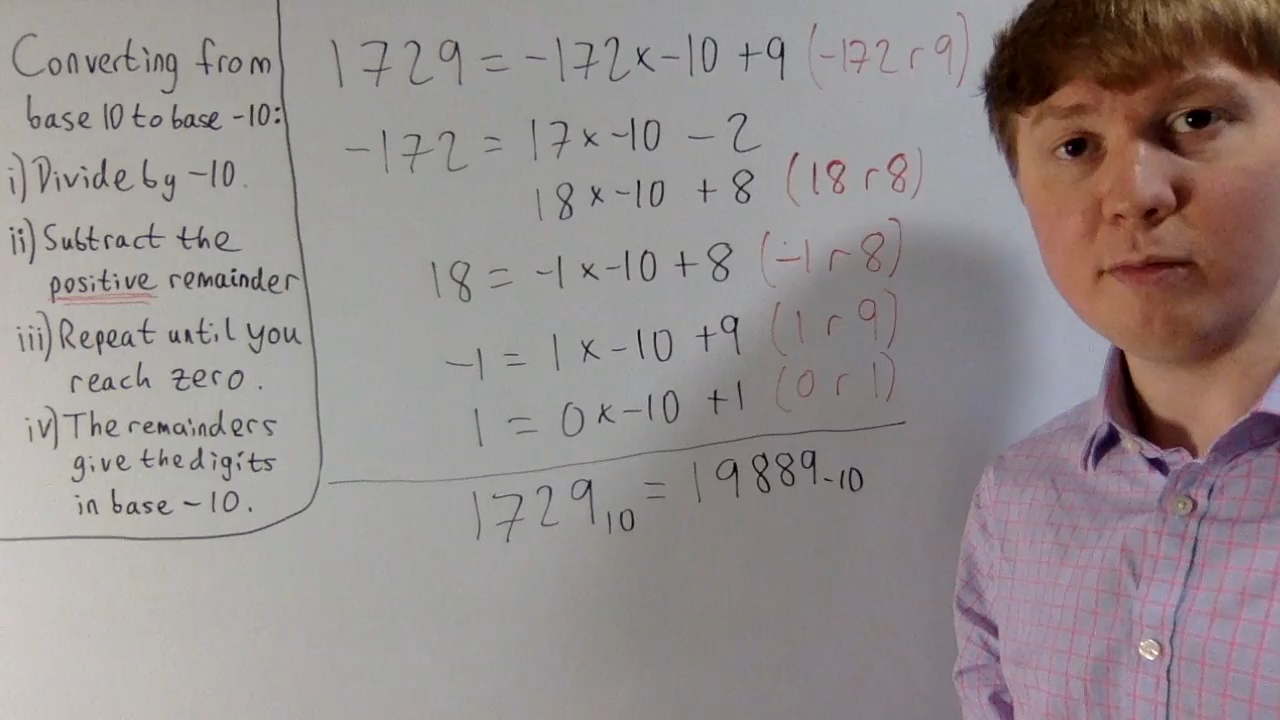 Converting from
base 10 to base -10:
i) Divide by -10.
ii) Subtract the
positive remainder
iii) Repeat until you
reach zero.
iv) The remainders
give the digits
in base -10.
1729 = -172 x -10 + 9 (-172 r 9)
-172 = 17 x -10 - 2
18 x -10 + 8 (18 r 8)
18 = -1 x -10 + 8 (-1 r 8)
-1 = 1 x -10 + 9 (1 r 9)
1 = 0 x -10 + 1 (0 r 1)
1729₁₀ = 19889₋₁₀